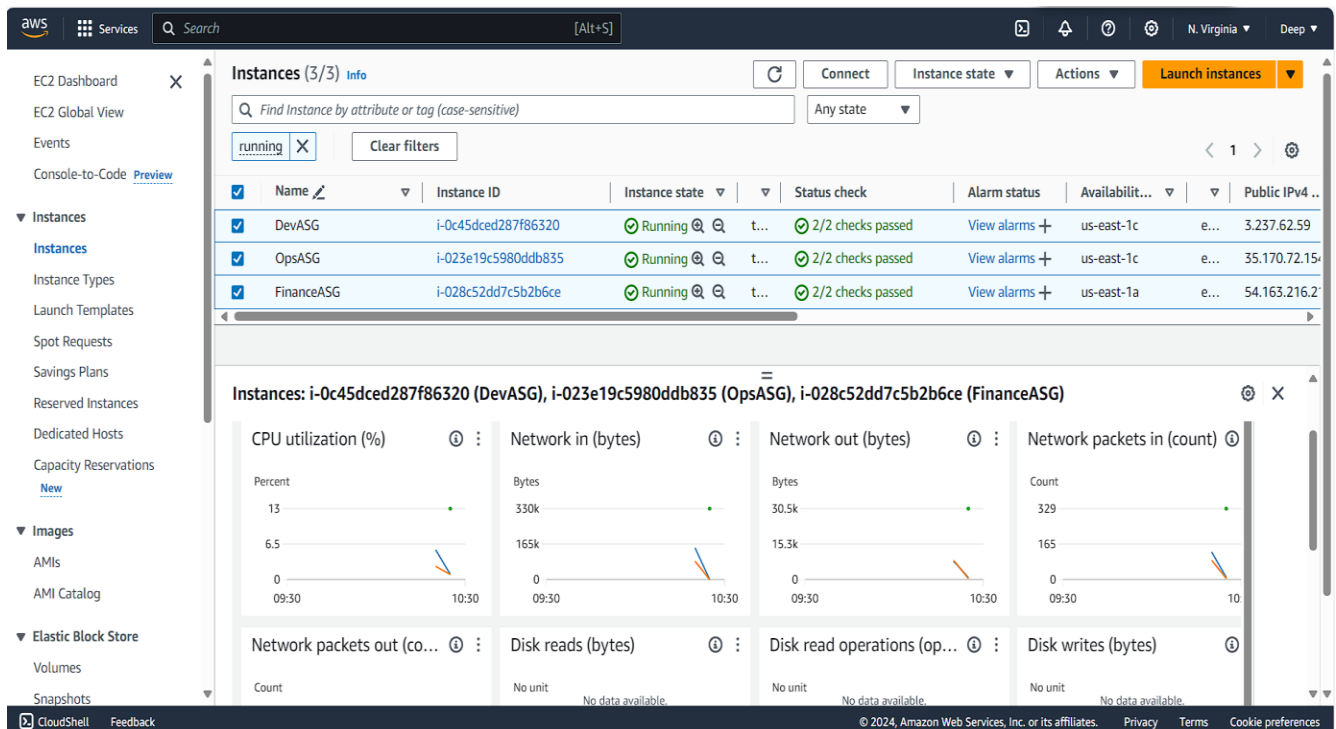 aws Services Search [Alt+S] N. Virginia ▼ Deep ▼
EC2 Dashboard
EC2 Global View
Events
Console-to-Code Preview
Instances
Instances
Instance Types
Launch Templates
Spot Requests
Savings Plans
Reserved Instances
Dedicated Hosts
Capacity Reservations
New
Images
AMIs
AMI Catalog
Elastic Block Store
Volumes
Snapshots
Instances (3/3) Info Connect Instance state ▼ Actions ▼ Launch instances
Find Instance by attribute or tag (case-sensitive) Any state
running Clear filters
1
Name Instance ID Instance state Status check Alarm status Availabilit... Public IPv4 ..
DevASG i-0c45dced287f86320 Running t... 2/2 checks passed View alarms + us-east-1c e... 3.237.62.59
OpsASG i-023e19c5980ddb835 Running t... 2/2 checks passed View alarms + us-east-1c e... 35.170.72.154
FinanceASG i-028c52dd7c5b2b6ce Running t... 2/2 checks passed View alarms + us-east-1a e...
Instances: i-0c45dced287f86320 (DevASG), i-023e19c5980ddb835 (OpsASG), i-028c52dd7c5b2b6ce (FinanceASG)
CPU utilization (%)
Percent
13
6.5
0
09:30 10:30
Network in (bytes)
Bytes
330k
165k
0
09:30 10:30
Network out (bytes)
Bytes
30.5k
15.3k
0
09:30 10:30
Network packets in (count)
Count
329
165
0
09:30 10:
Network packets out (co...
Count
Disk reads (bytes)
No unit
No data available.
Disk read operations (op...
No unit
No data available.
Disk writes (bytes)
No unit
No data available.
CloudShell Feedback © 2024, Amazon Web Services, Inc. or its affiliates. Privacy Terms Cookie preferences